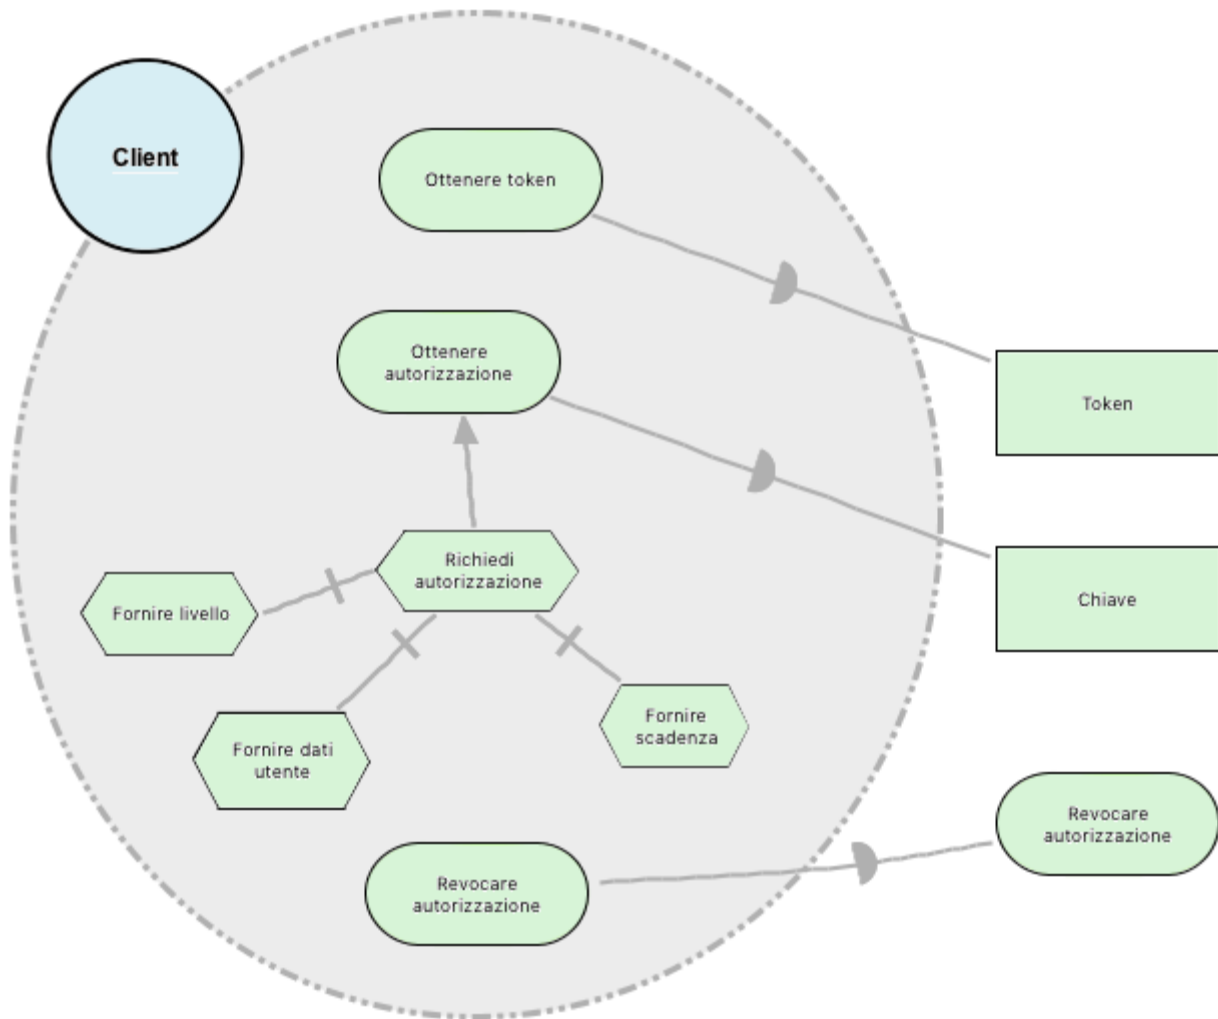 Client
Ottenere token
Ottenere
autorizzazione
Token
Richiedi
autorizzazione
Fornire livello
Chiave
Fornire dati
utente
Fornire
scadenza
Revocare
autorizzazione
Revocare
autorizzazione